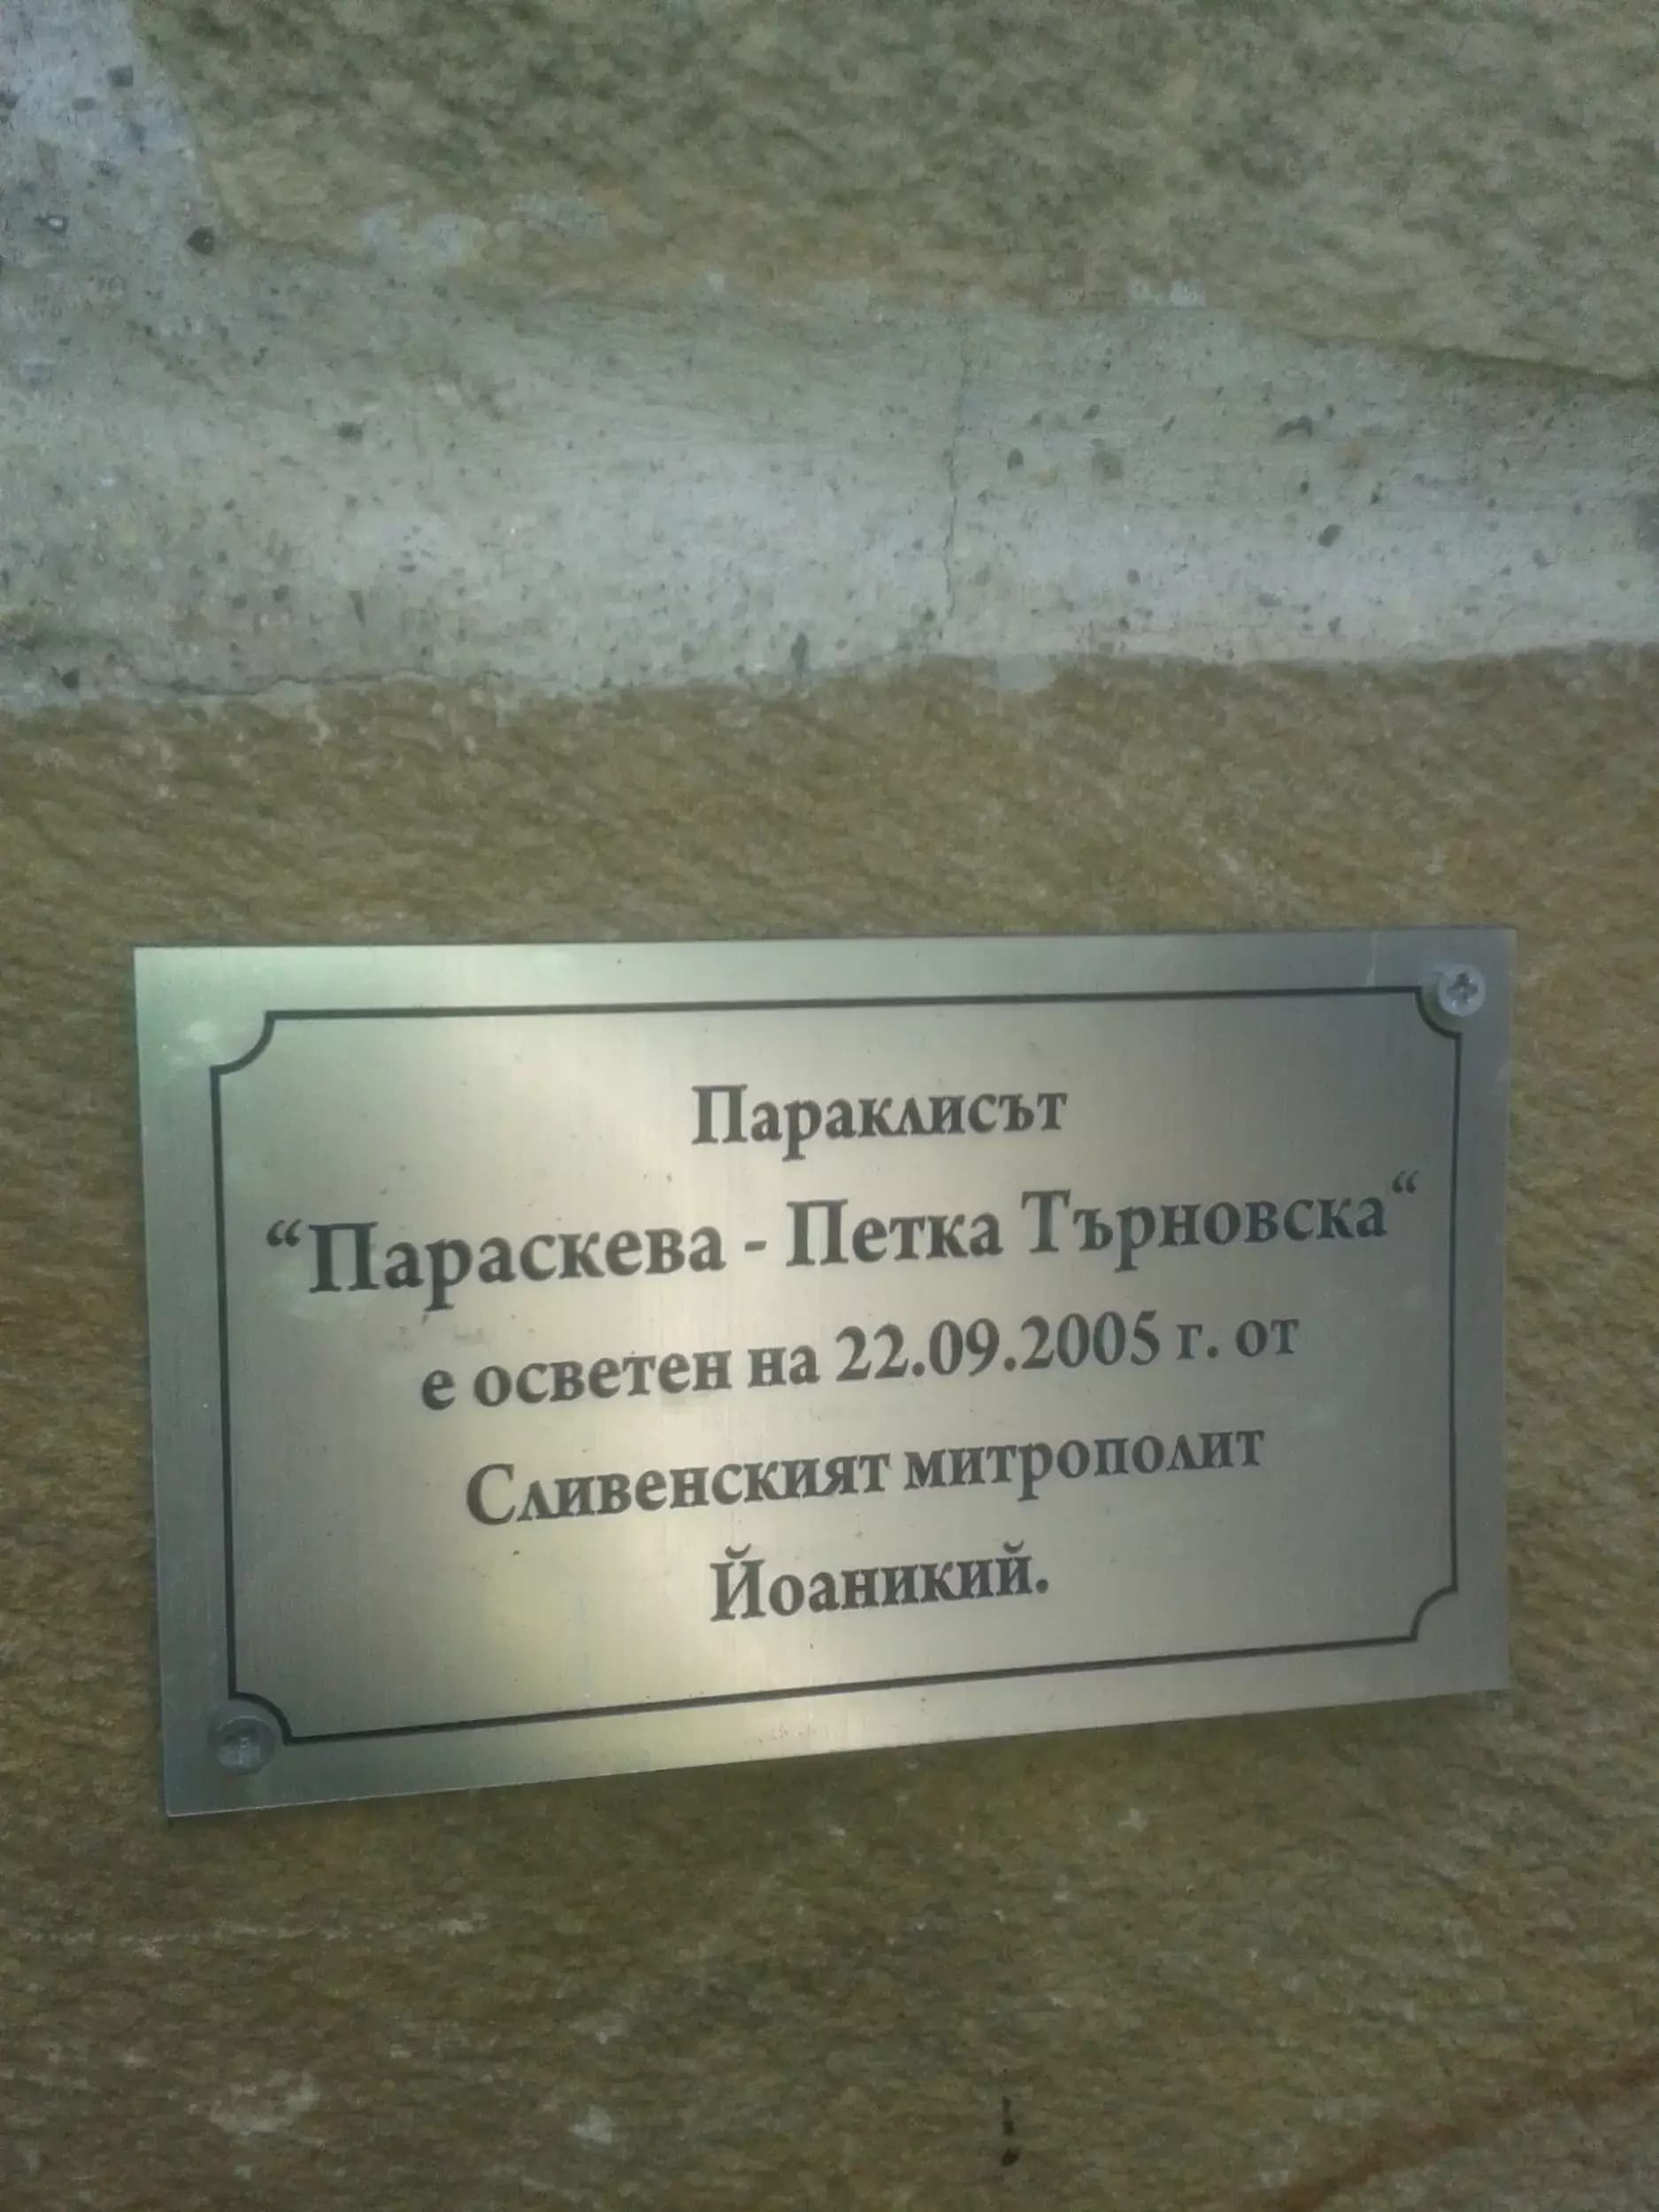 Параклисът
“Параскева - Петка Търновска“
е осветен на 22.09.2005 г. от
Сливенският митрополит
Йоаникий.